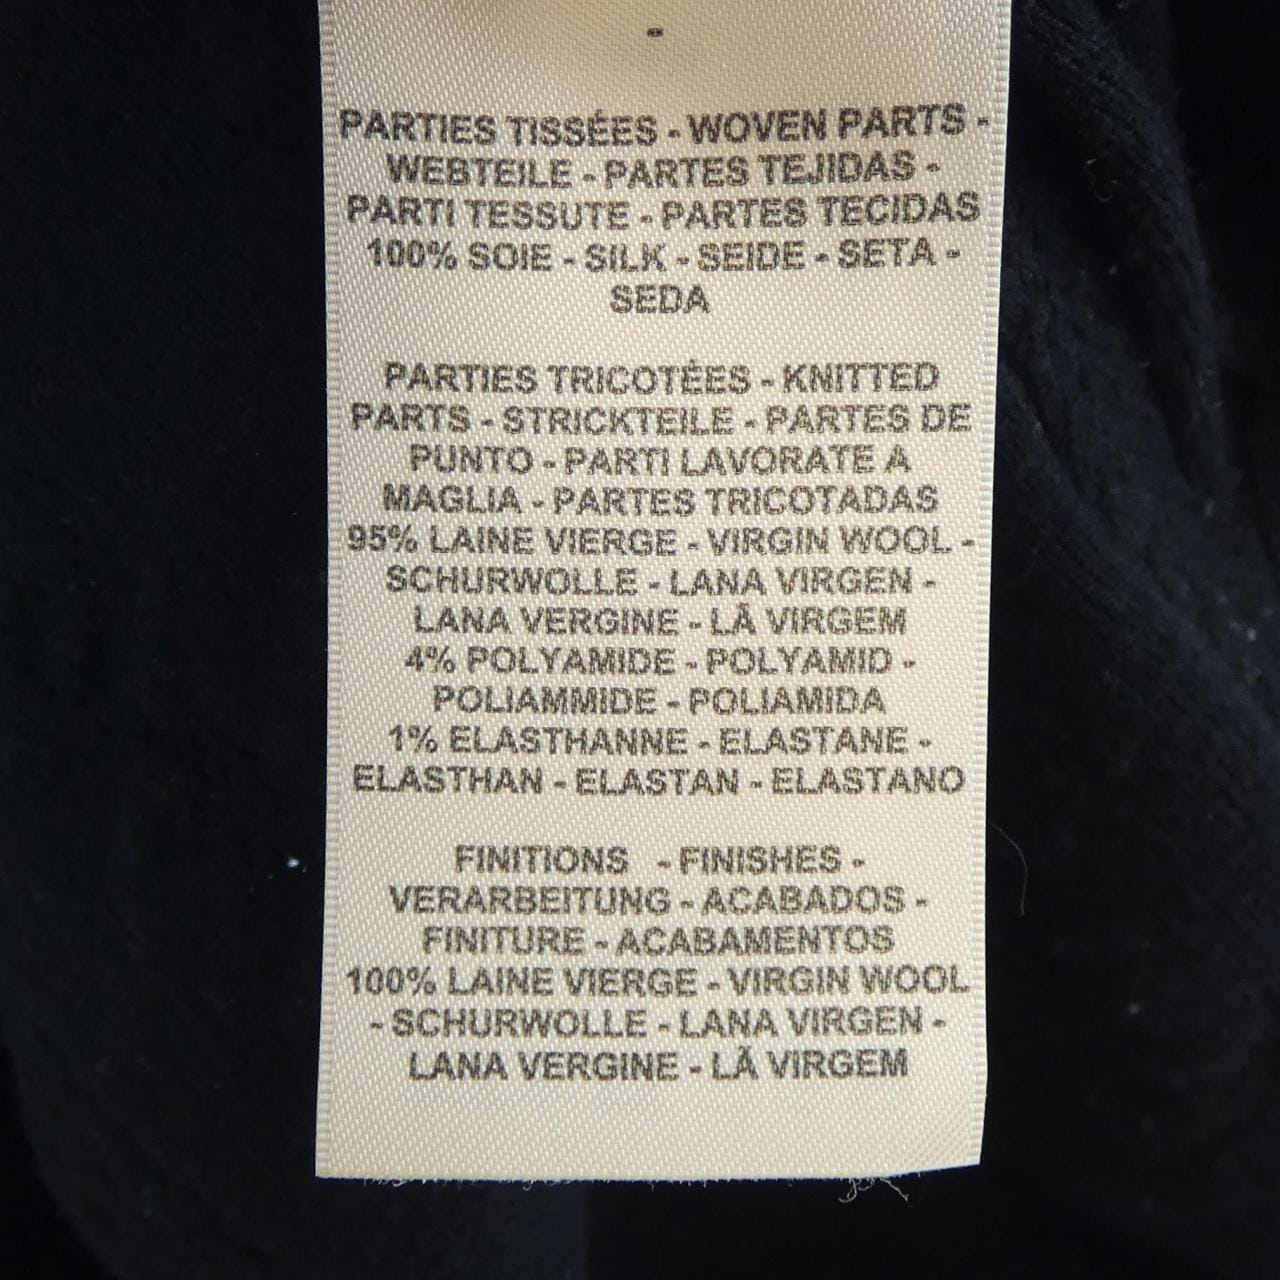 PARTIES TISSÉES - WOVEN PARTS -
WEBTEILE - PARTES TEJIDAS -
PARTI TESSUTE - PARTES TECIDAS
100% SOIE - SILK - SEIDE - SETA -
SEDA
PARTIES TRICOTÉES - KNITTED
PARTS - STRICKTEILE - PARTES DE
PUNTO - PARTI LAVORATE A
MAGLIA - PARTES TRICOTADAS
95% LAINE VIERGE - VIRGIN WOOL -
SCHURWOLLE - LANA VIRGEN -
LANA VERGINE - LÃ VIRGEM
4% POLYAMIDE - POLYAMID -
POLIAMMIDE - POLIAMIDA
1% ELASTHANNE - ELASTANE -
ELASTHAN - ELASTAN - ELASTANO
FINITIONS - FINISHES -
VERARBEITUNG - ACABADOS -
FINITURE - ACABAMENTOS
100% LAINE VIERGE - VIRGIN WOOL
- SCHURWOLLE - LANA VIRGEN -
LANA VERGINE - LÃ VIRGEM